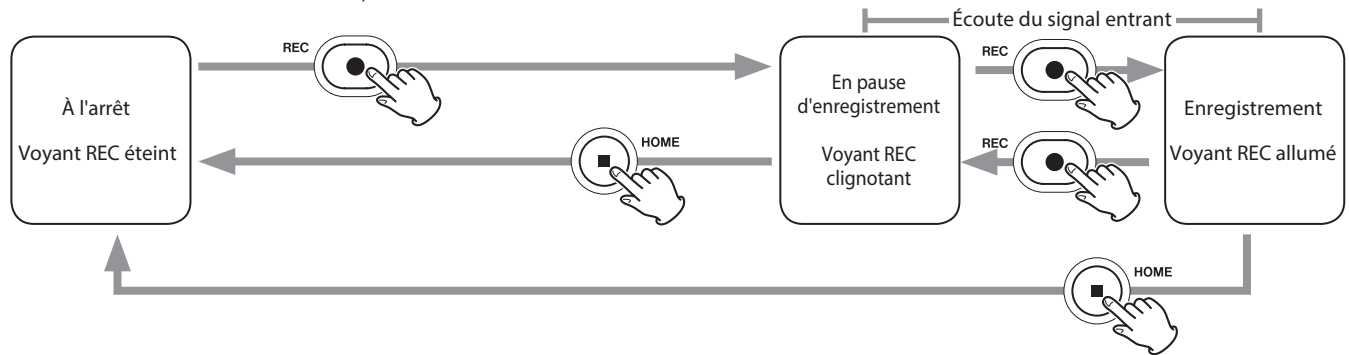 Écoute du signal entrant
REC
REC
À l'arrêt
Voyant REC éteint
En pause
d'enregistrement
Voyant REC
clignotant
Enregistrement
Voyant REC allumé
HOME
REC
HOME